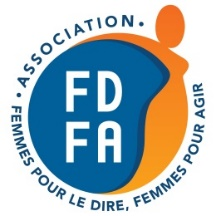 • ASSOCIATION •
FD
FA
FEMMES POUR LE DIRE, FEMMES POUR AGIR